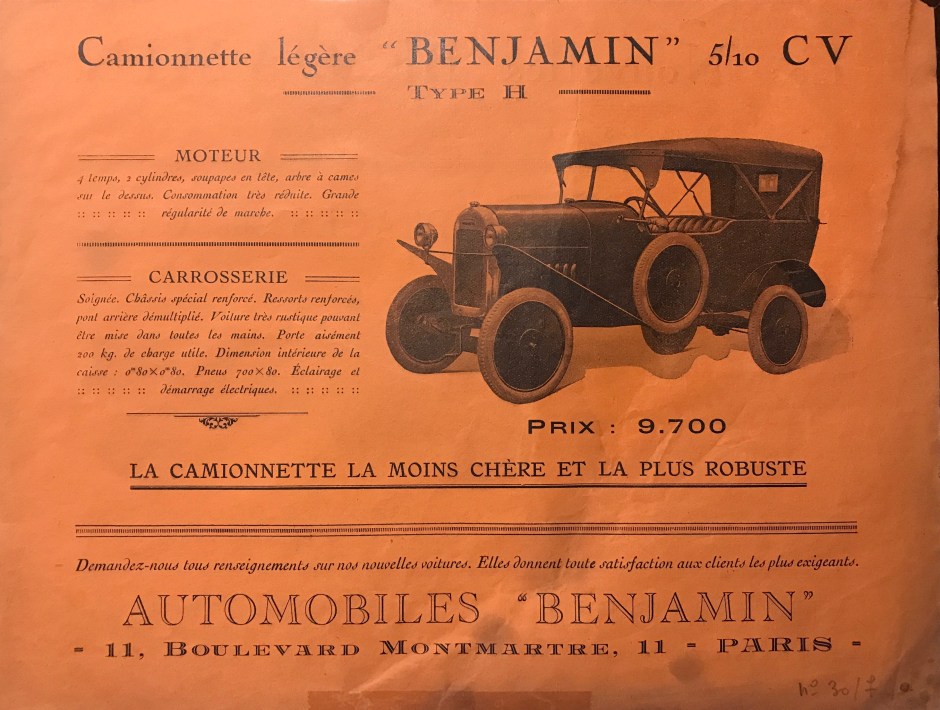 Camionnette légère “BENJAMIN” 5/10 CV
TYPE H
MOTEUR
4 temps, 2 cylindres, soupapes en tête, arbre à cames
sur le dessus. Consommation très réduite. Grande
:: :: :: :: :: régularité de marche. :: :: :: :: ::
CARROSSERIE
Soignée. Châssis spécial renforcé. Ressorts renforcés,
pont arrière démultiplié. Voiture très rustique pouvant
être mise dans toutes les mains. Porte aisément
200 kg. de charge utile. Dimension intérieure de la
caisse : 0ᵐ80×0ᵐ80. Pneus 700×80. Éclairage et
:: :: :: :: :: démarrage électriques. :: :: :: :: ::
PRIX : 9.700
LA CAMIONNETTE LA MOINS CHÈRE ET LA PLUS ROBUSTE
Demandez-nous tous renseignements sur nos nouvelles voitures. Elles donnent toute satisfaction aux clients les plus exigeants.
AUTOMOBILES “BENJAMIN”
- 11, BOULEVARD MONTMARTRE, 11 - PARIS -
nº 30/